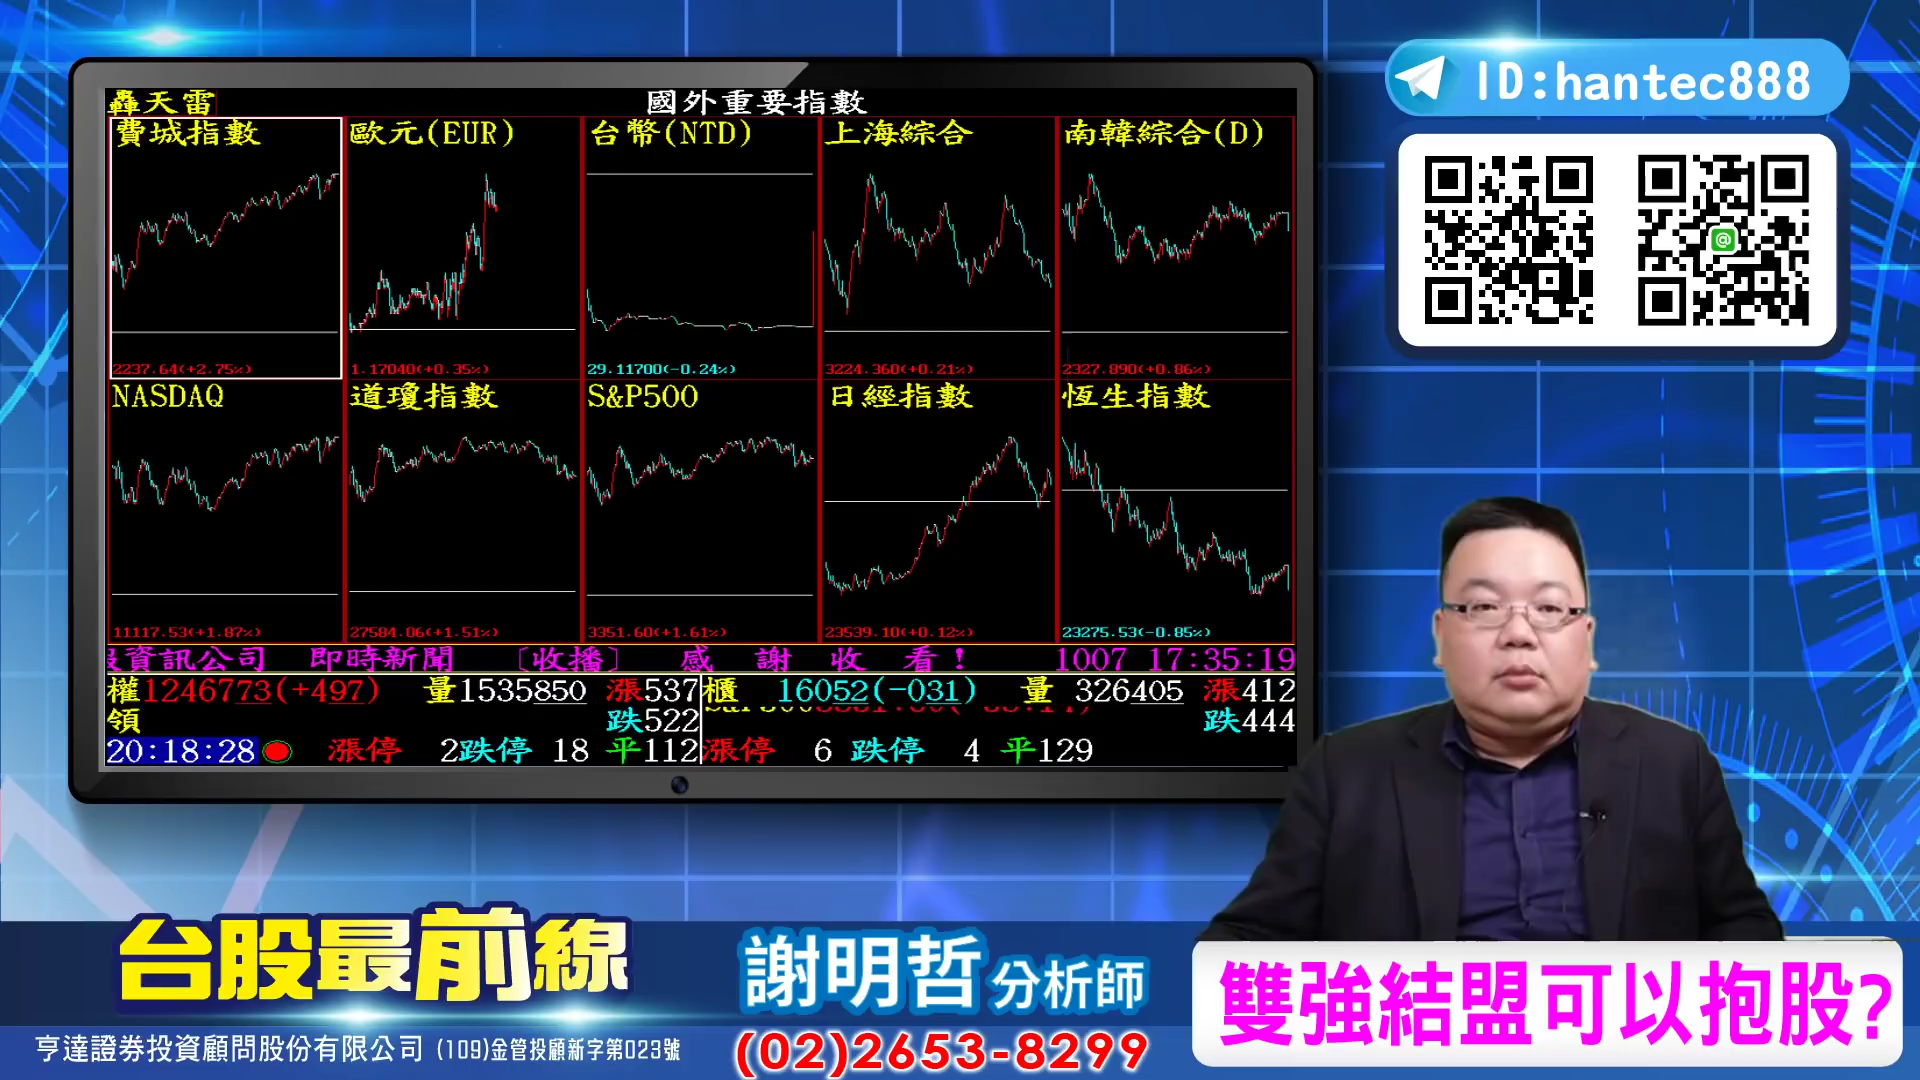 ID:hantec888
轟天雷
國外重要指數
費城指數
歐元(EUR)
台幣(NTD)
上海綜合
南韓綜合(D)
2237.64(+2.75%)
1.17040(+0.35%)
29.11700(-0.24%)
3224.360(+0.21%)
2327.890(+0.86%)
NASDAQ
道瓊指數
S&P500
日經指數
恆生指數
11117.53(+1.87%)
27584.06(+1.51%)
3351.60(+1.61%)
23539.10(+0.12%)
23275.53(-0.85%)
資訊公司 即時新聞 〔收播〕 感 謝 收 看！ 1007 17:35:19
權1246773(+497) 量1535850 漲537 櫃 16052(-031) 量 326405 漲412
領 跌522 跌444
20:18:28 漲停 2跌停 18 平112 漲停 6 跌停 4 平129
台股最前線
謝明哲 分析師
雙強結盟可以抱股?
亨達證券投資顧問股份有限公司 (109)金管投顧新字第023號
(02)2653-8299